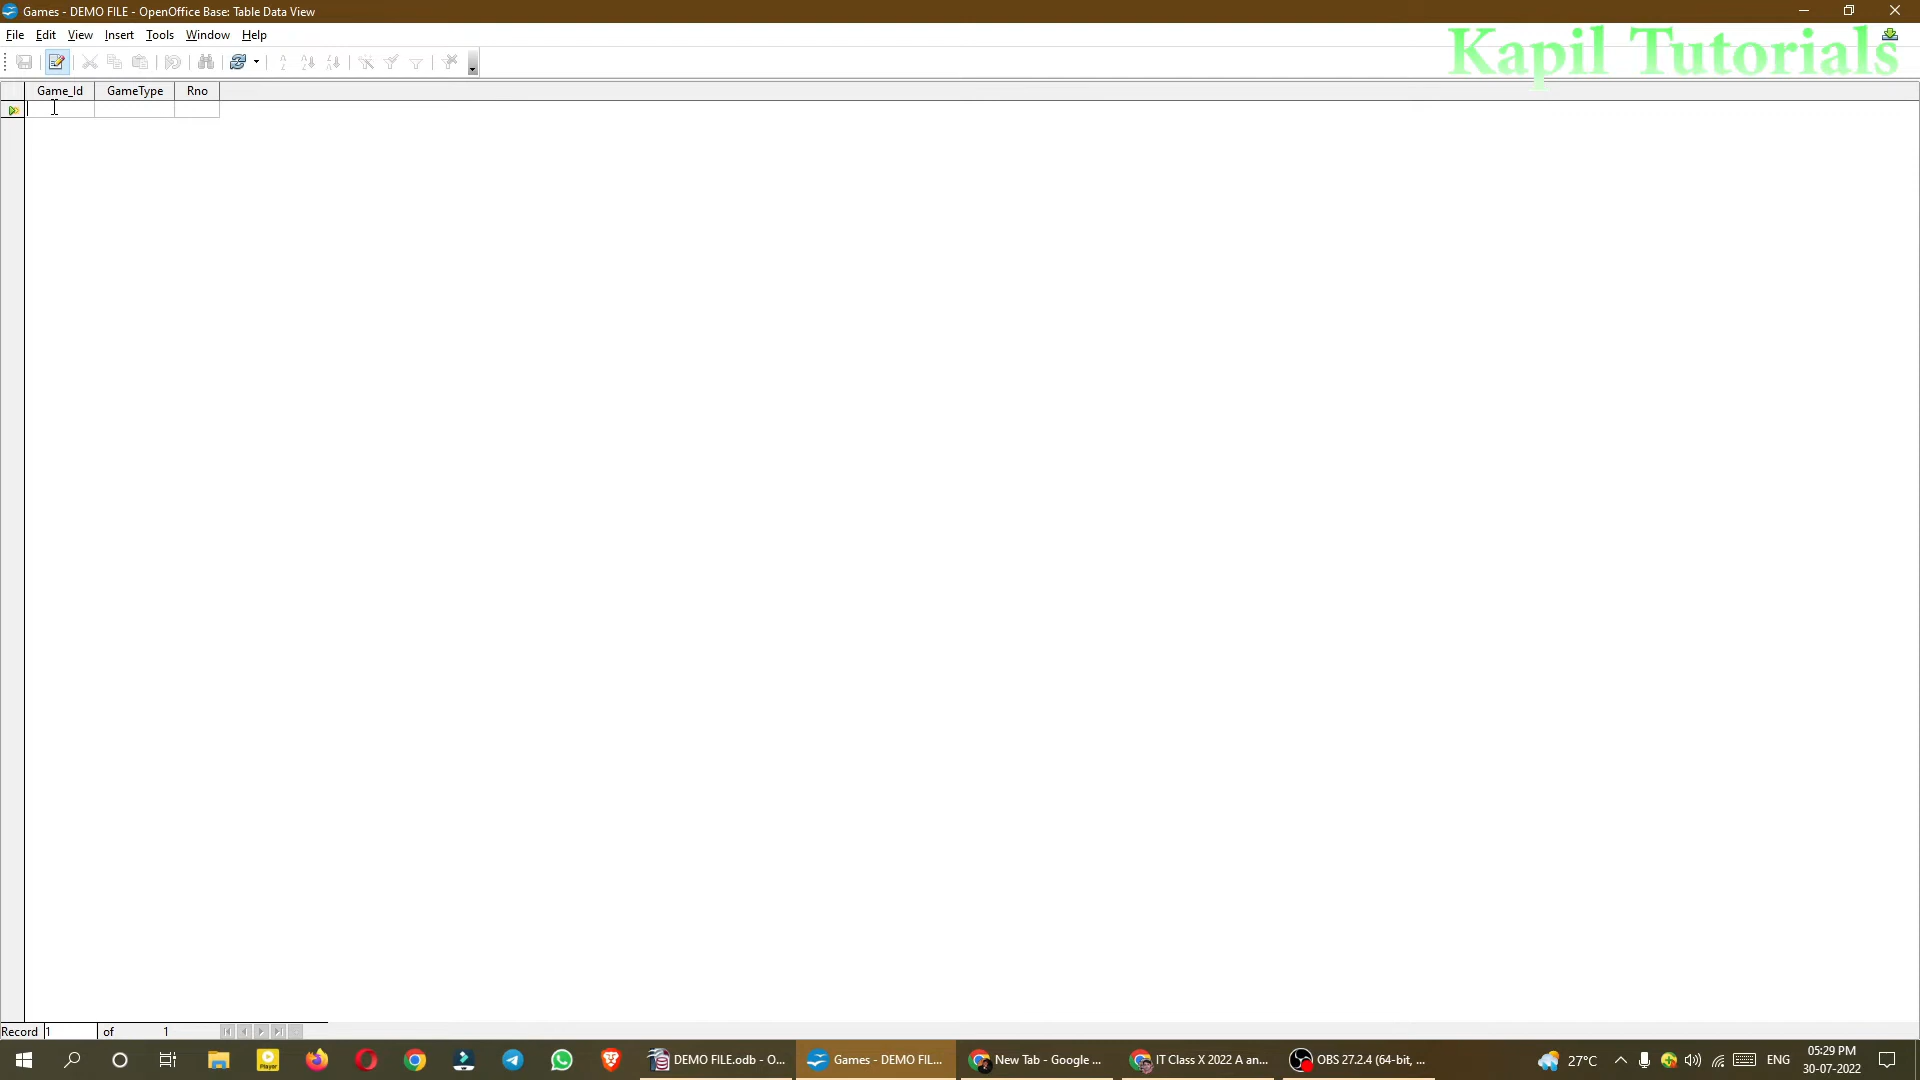 Games - DEMO FILE - OpenOffice Base: Table Data View
File Edit View Insert Tools Window Help
Kapil Tutorials
Game_Id GameType Rno
Record 1 of 1
DEMO FILE.odb - O... Games - DEMO FIL... New Tab - Google ... IT Class X 2022 A an... OBS 27.2.4 (64-bit, ... 27°C ENG 05:29 PM
30-07-2022